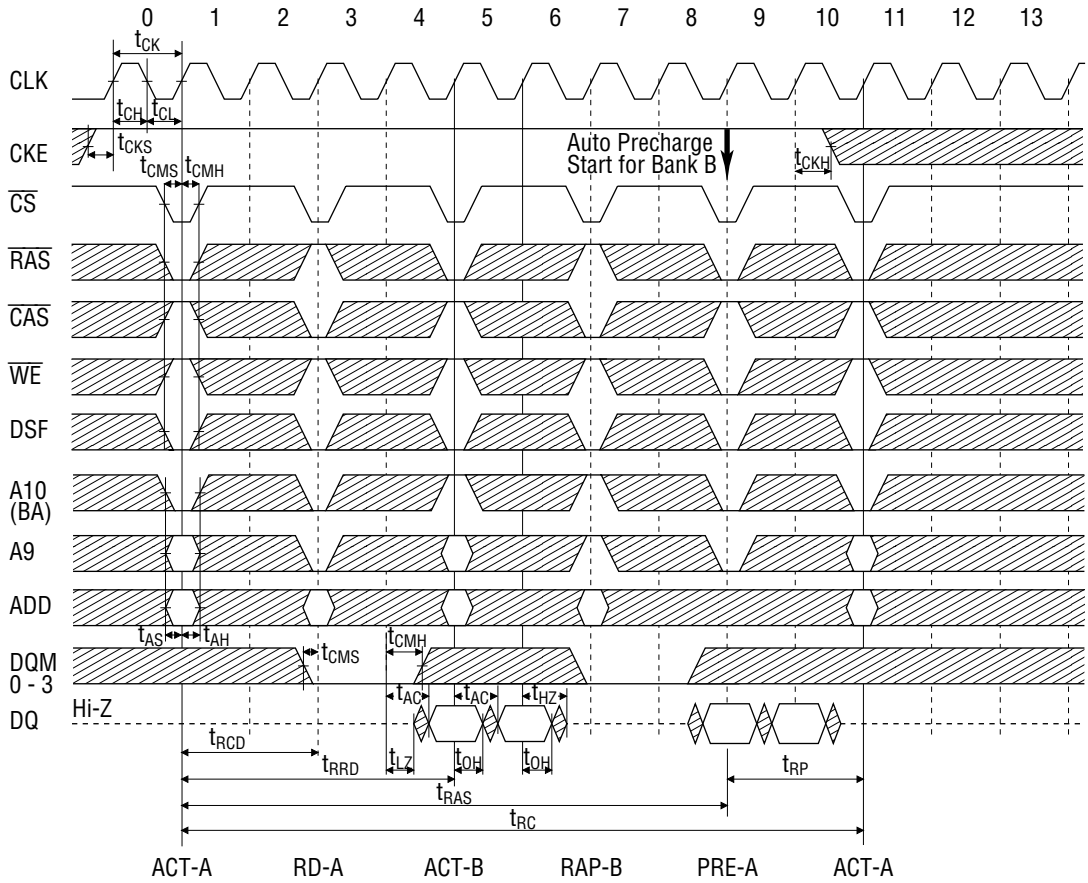 0 1 2 3 4 5 6 7 8 9 10 11 12 13
tCK
CLK
tCH tCL
CKE
tCKS
Auto Precharge
Start for Bank B
tCKH
tCMS tCMH
CS
RAS
CAS
WE
DSF
A10
(BA)
A9
ADD
tAS tAH
DQM
0 - 3
tCMS
tCMH
tAC tAC tHZ
Hi-Z
DQ
tRCD
tLZ tOH tOH
tRRD
tRP
tRAS
tRC
ACT-A RD-A ACT-B RAP-B PRE-A ACT-A